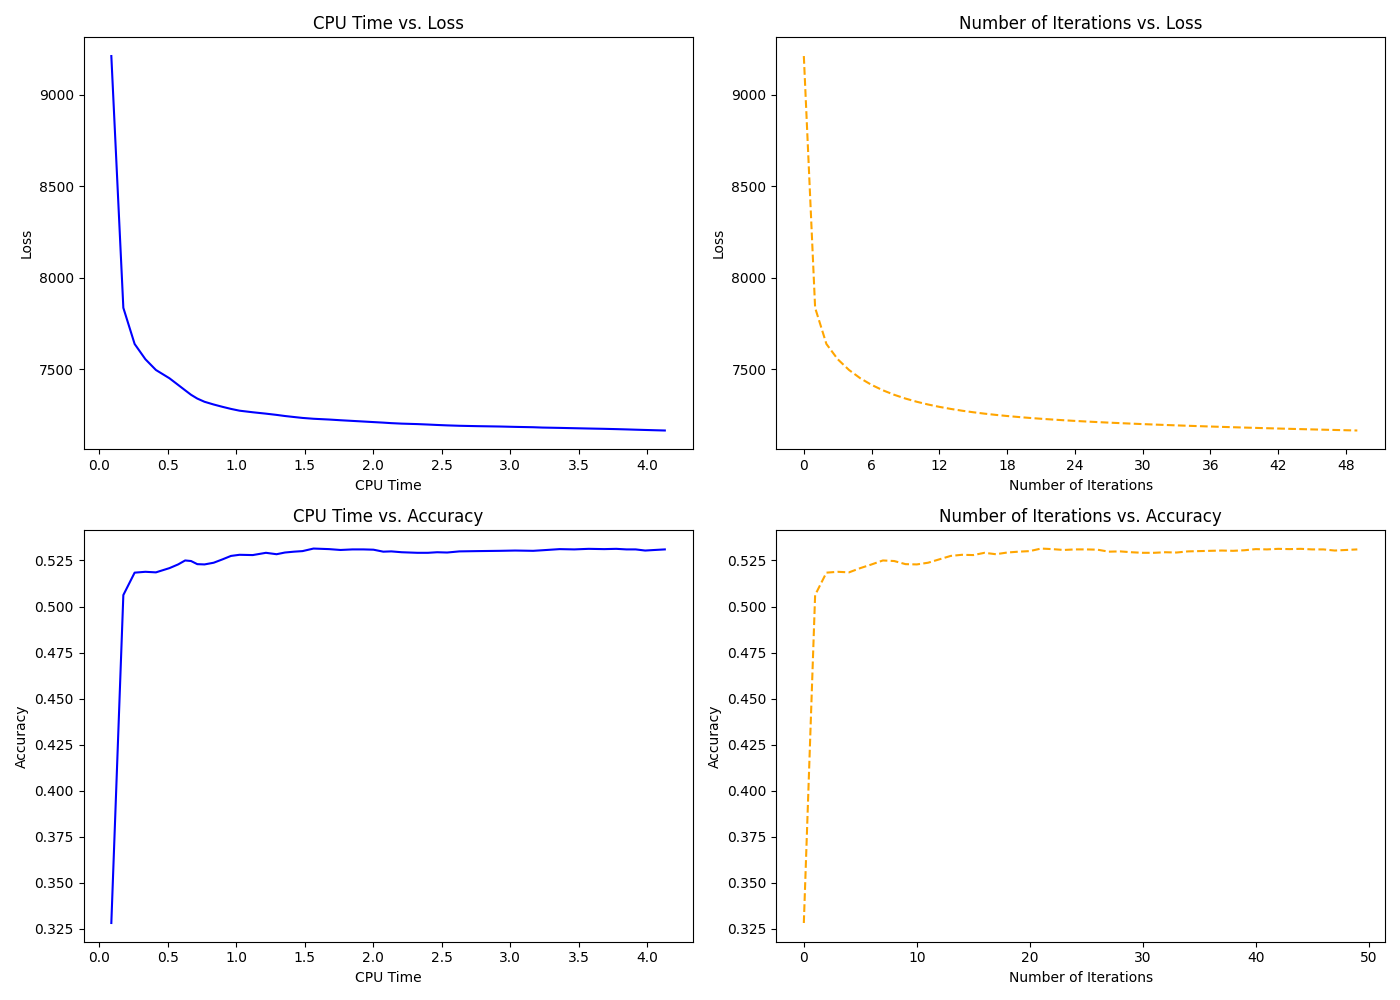 CPU Time vs. Loss
Loss
9000
8500
8000
7500
0.0 0.5 1.0 1.5 2.0 2.5 3.0 3.5 4.0
CPU Time
Number of Iterations vs. Loss
Loss
9000
8500
8000
7500
0 6 12 18 24 30 36 42 48
Number of Iterations
CPU Time vs. Accuracy
Accuracy
0.525
0.500
0.475
0.450
0.425
0.400
0.375
0.350
0.325
0.0 0.5 1.0 1.5 2.0 2.5 3.0 3.5 4.0
CPU Time
Number of Iterations vs. Accuracy
Accuracy
0.525
0.500
0.475
0.450
0.425
0.400
0.375
0.350
0.325
0 10 20 30 40 50
Number of Iterations